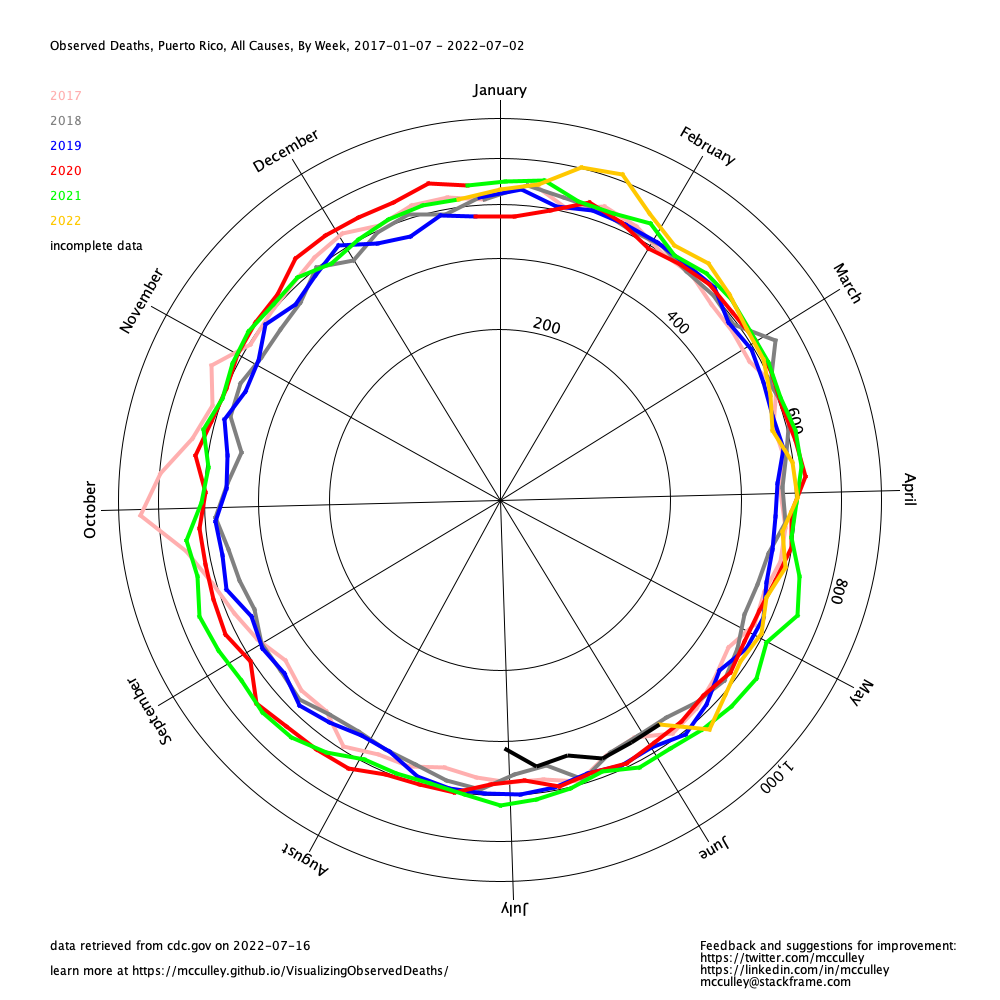 Observed Deaths, Puerto Rico, All Causes, By Week, 2017-01-07 - 2022-07-02
2017
2018
2019
2020
2021
2022
incomplete data
January
February
March
April
May
June
July
August
September
October
November
December
200
400
600
800
1,000
data retrieved from cdc.gov on 2022-07-16
learn more at https://mcculley.github.io/VisualizingObservedDeaths/
Feedback and suggestions for improvement:
https://twitter.com/mcculley
https://linkedin.com/in/mcculley
mcculley@stackframe.com